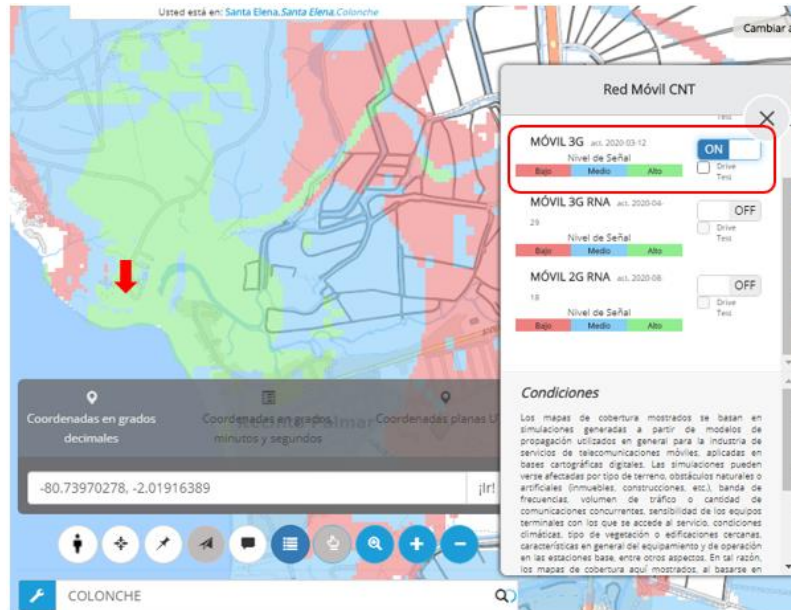 Usted está en: Santa Elena, Santa Elena, Colonche
Cambiar a
Red Móvil CNT
Test
MÓVIL 3G act. 2020-03-12
ON
Nivel de Señal
Bajo Medio Alto
Drive
Test
MÓVIL 3G RNA act. 2020-04-
29
OFF
Nivel de Señal
Bajo Medio Alto
Drive
Test
MÓVIL 2G RNA act. 2020-06-
18
OFF
Nivel de Señal
Bajo Medio Alto
Drive
Test
Condiciones
Los mapas de cobertura mostrados se basan en
simulaciones generadas a partir de modelos de
propagación utilizados en general para la industria de
servicios de telecomunicaciones móviles, aplicadas en
bases cartográficas digitales. Las simulaciones pueden
verse afectadas por tipo de terreno, obstáculos naturales o
artificiales (inmuebles, construcciones, etc.), banda de
frecuencias, volumen de tráfico o cantidad de
comunicaciones concurrentes, sensibilidad de los equipos
terminales con los que se accede al servicio, condiciones
climáticas, tipo de vegetación o edificaciones cercanas,
características en general del equipamiento y de operación
en las estaciones base, entre otros aspectos. En tal razón,
los mapas de cobertura aquí mostrados, al basarse en
Coordenadas en grados
decimales
Coordenadas en grados
minutos y segundos
Coordenadas planas U
Palmar
-80.73970278, -2.01916389
¡Ir!
COLONCHE